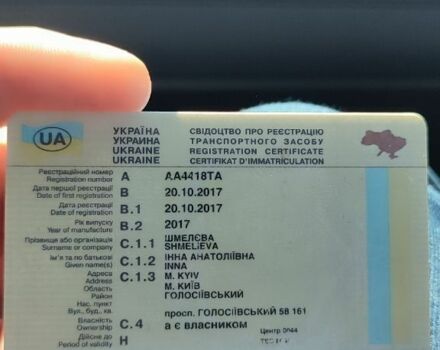 UA
УКРАЇНА СВІДОЦТВО ПРО РЕЄСТРАЦІЮ
УКРАИНА ТРАНСПОРТНОГО ЗАСОБУ
UKRAINE REGISTRATION CERTIFICATE
UKRAINE CERTIFIKAT D'IMMATRICULATION
Реєстраційний номер
Registration number A AA4418TA
Дата першої реєстрації
Date of first registration B 20.10.2017
Дата реєстрації
Date of registration B.1 20.10.2017
Рік випуску
Year of manufacture B.2 2017
Прізвище або організація
Surname or company C.1.1 ШМЕЛЄВА
SHMELIEVA
Ім'я та по батькові
Given name(s) C.1.2 ІННА АНАТОЛІЇВНА
INNA
Адреса
Address C.1.3 M. KYIV
Область М. КИЇВ
Район ГОЛОСІЇВСЬКИЙ
Нас. пункт
Вул., буд., кв. просп. ГОЛОСІЇВСЬКИЙ 58 161
Власність
Ownership C.4 а є власником Центр 8044
Дійсне до
Period of validity H